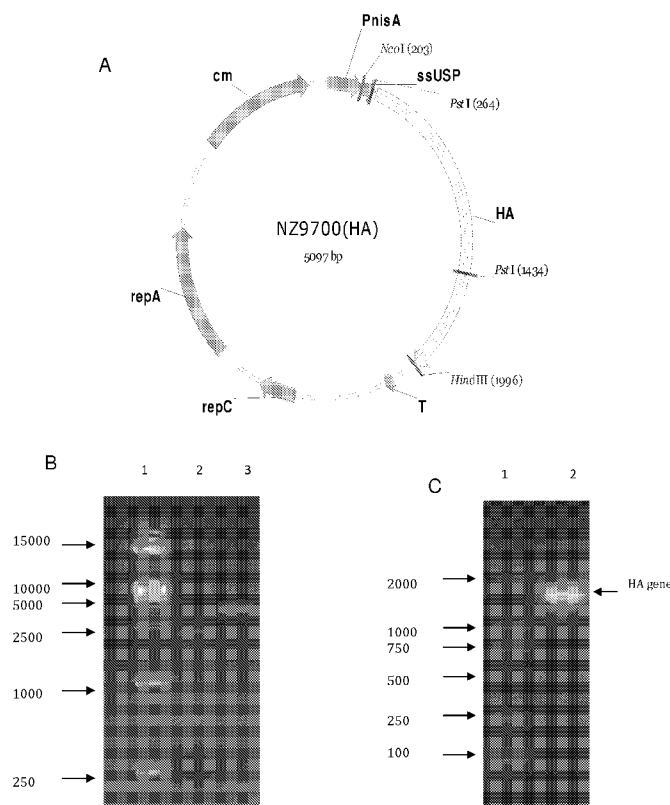 A
PnisA
NcoI (203)
ssUSP
PstI (264)
cm
HA
NZ9700(HA)
5097 bp
PstI (1434)
repA
HindIII (1996)
repC
T
B
1 2 3
15000
10000
5000
2500
1000
250
C
1 2
2000
HA gene
1000
750
500
250
100